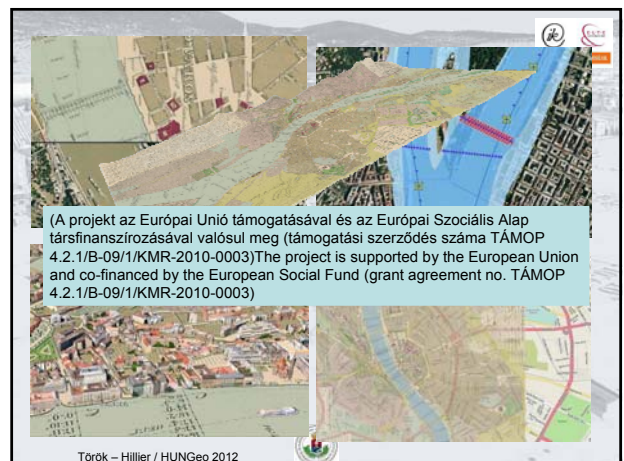 (A projekt az Európai Unió támogatásával és az Európai Szociális Alap
társfinanszírozásával valósul meg (támogatási szerződés száma TÁMOP
4.2.1/B-09/1/KMR-2010-0003)The project is supported by the European Union
and co-financed by the European Social Fund (grant agreement no. TÁMOP
4.2.1/B-09/1/KMR-2010-0003)
Török – Hillier / HUNGeo 2012